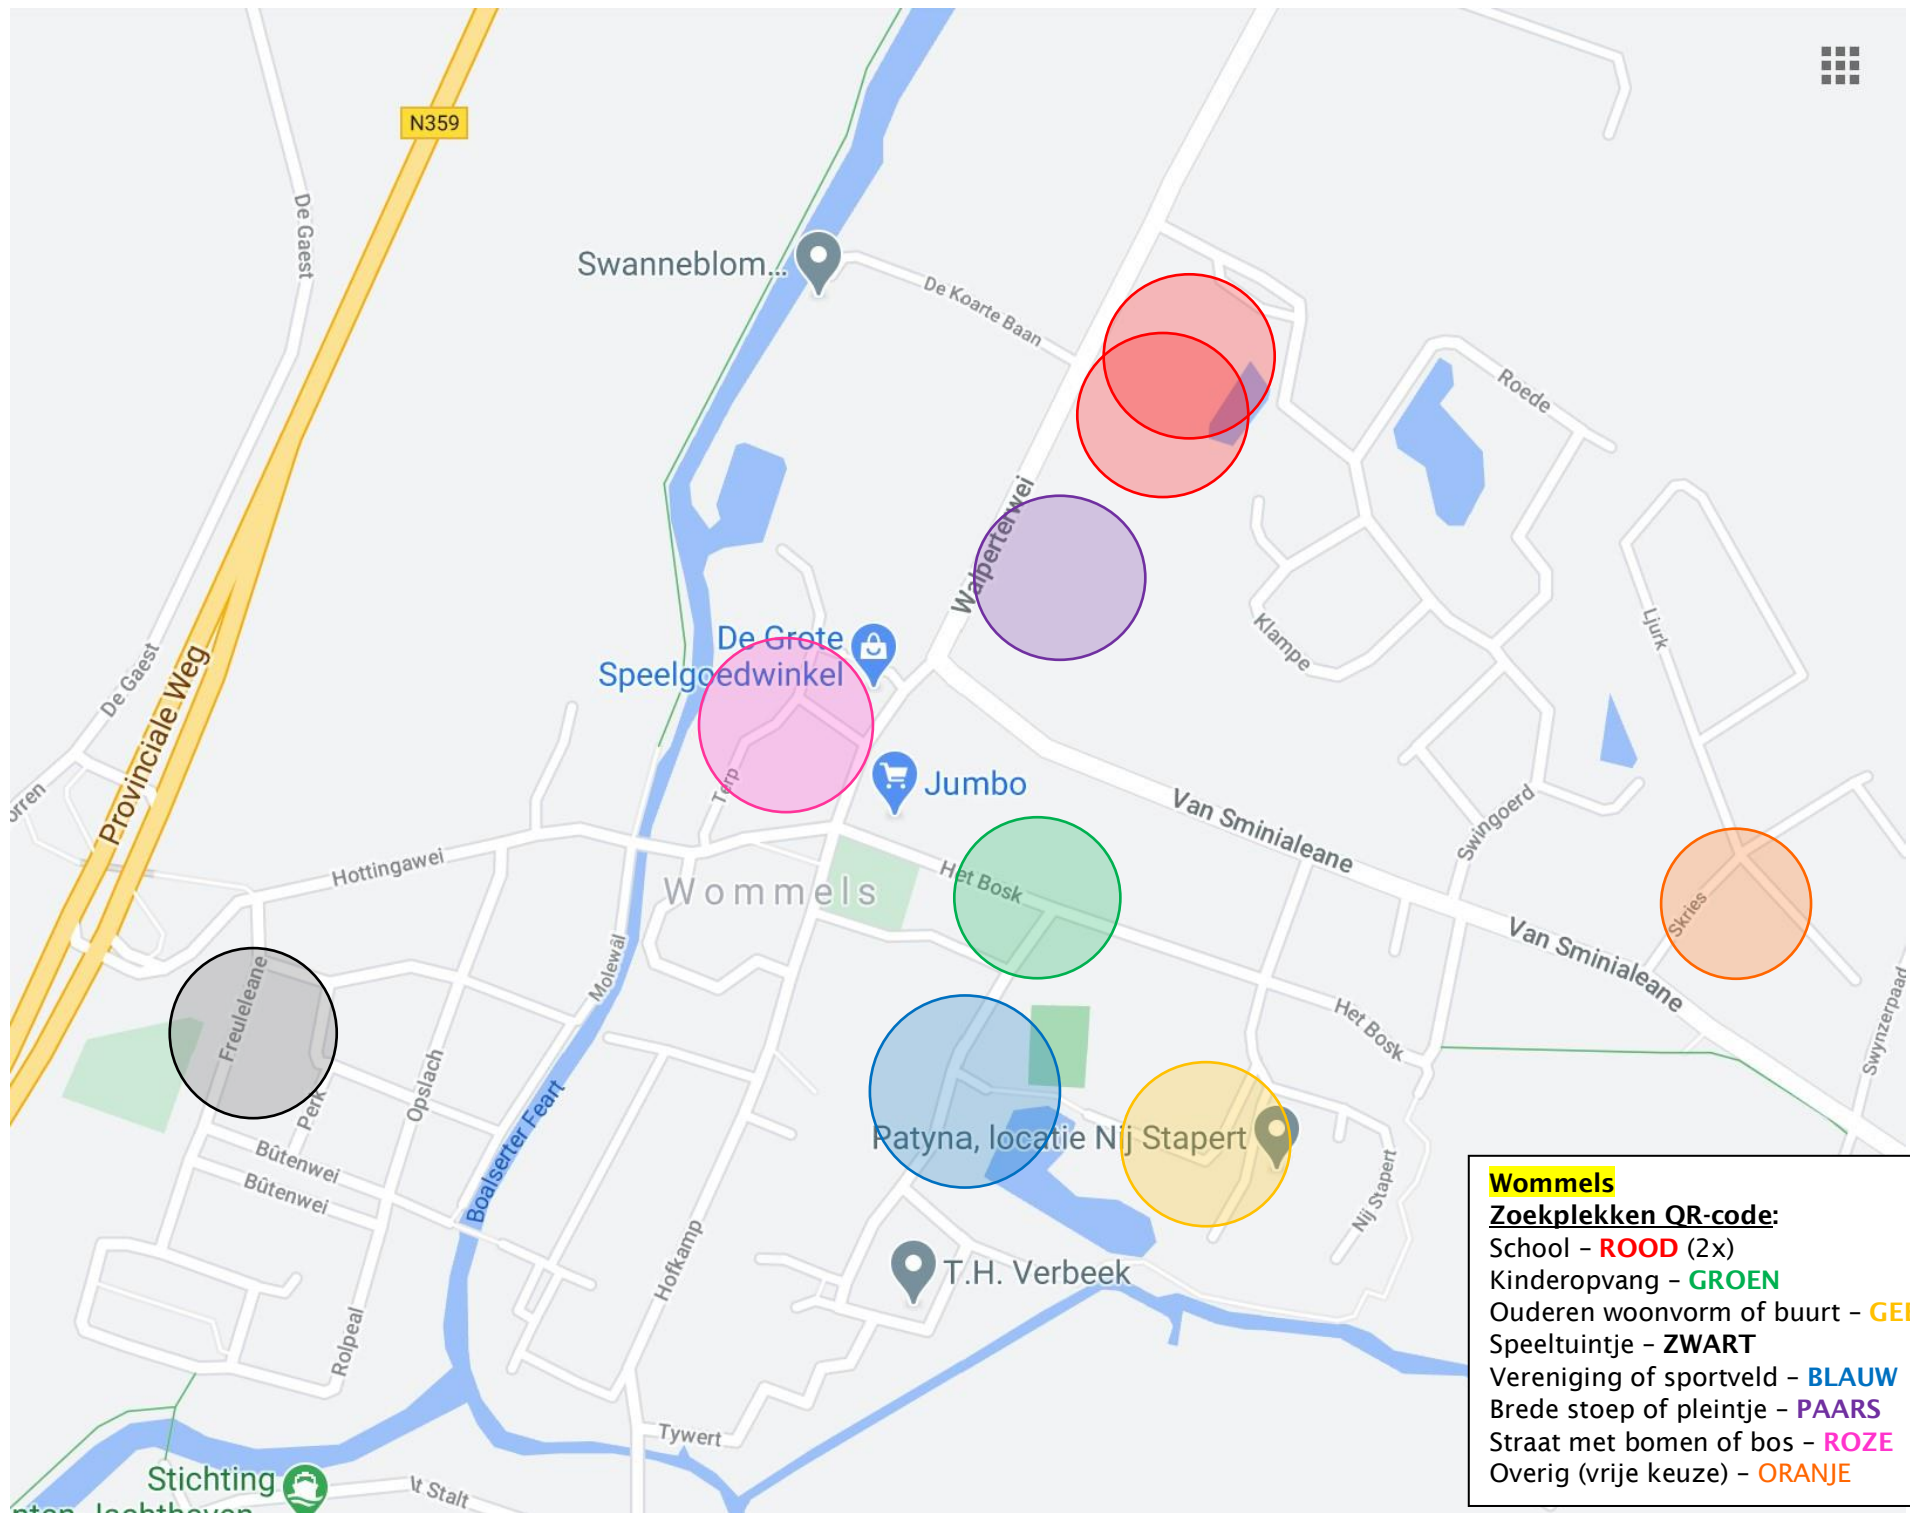 N359
De Gaest
Swanneblom...
De Koarte Baan
Roede
Walperterwei
De Grote
Speelgoedwinkel
Klampe
Ljurk
De Gaest
Provinciale Weg
Terp
Jumbo
Van Sminialeane
Swingoerd
Hottingawei
Wommels
Het Bosk
Skries
Van Sminialeane
Freuleleane
Molewâl
Het Bosk
Swynzerpaad
Perk
Opslach
Boalserter Feart
Patyna, locatie Nij Stapert
Bûtenwei
Bûtenwei
Nij Stapert
Hofkamp
T.H. Verbeek
Rolpeal
Tywert
Stichting
Wommels
Zoekplekken QR-code:
School – ROOD (2x)
Kinderopvang – GROEN
Ouderen woonvorm of buurt –
Speeltuintje – ZWART
Vereniging of sportveld – BLAUW
Brede stoep of pleintje – PAARS
Straat met bomen of bos – ROZE
Overig (vrije keuze) – ORANJE